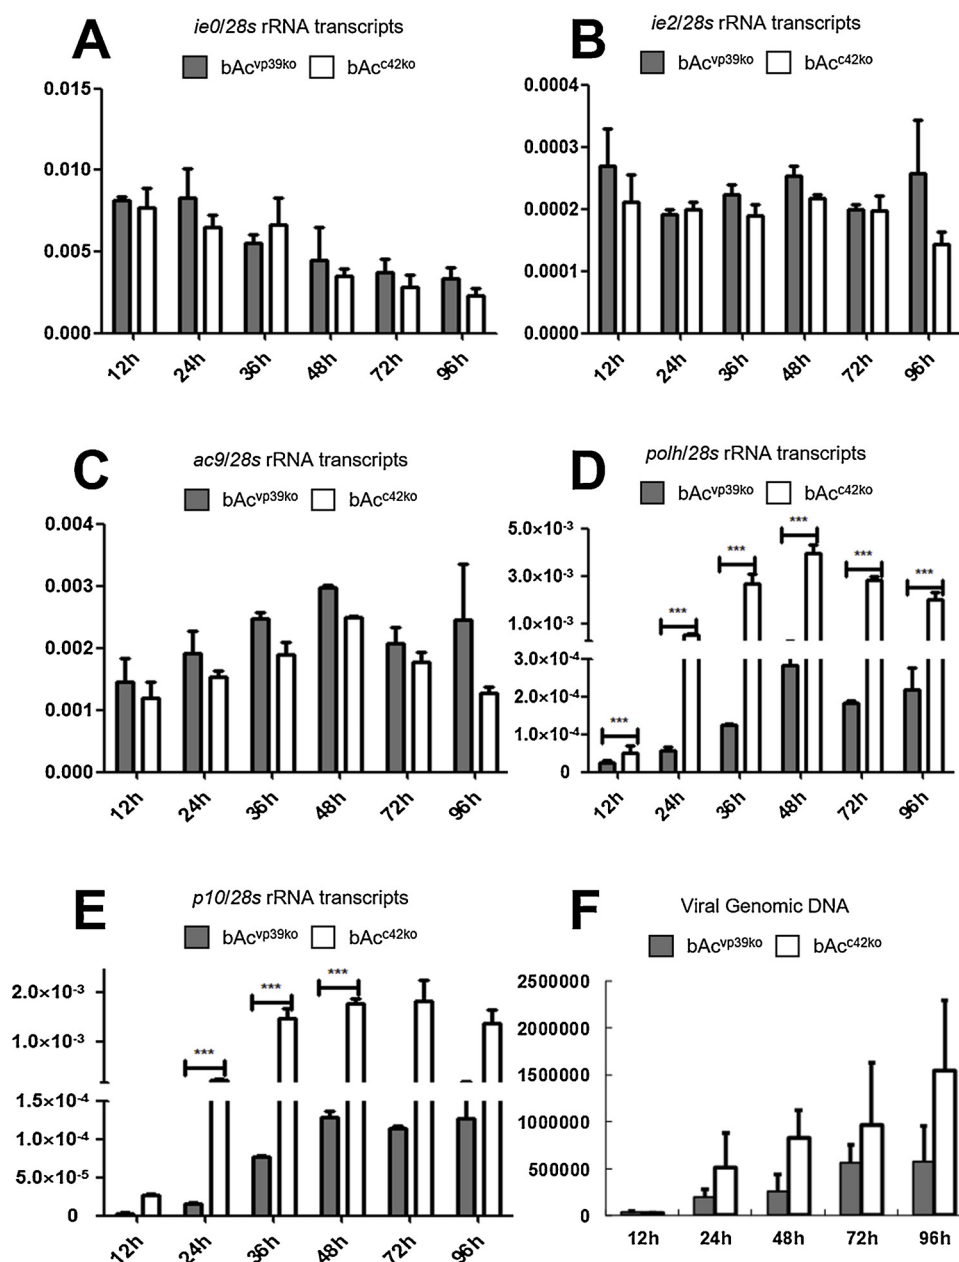 A
ie0/28s rRNA transcripts
bAcvp39ko bAcc42ko
0.015
0.010
0.005
0.000
12h 24h 36h 48h 72h 96h
B
ie2/28s rRNA transcripts
bAcvp39ko bAcc42ko
0.0004
0.0003
0.0002
0.0001
0.0000
12h 24h 36h 48h 72h 96h
C
ac9/28s rRNA transcripts
bAcvp39ko bAcc42ko
0.004
0.003
0.002
0.001
0.000
12h 24h 36h 48h 72h 96h
D
polh/28s rRNA transcripts
bAcvp39ko bAcc42ko
5.0×10-3
3.0×10-3
1.0×10-3
3.0×10-4
2.0×10-4
1.0×10-4
0
*** *** *** *** *** ***
12h 24h 36h 48h 72h 96h
E
p10/28s rRNA transcripts
bAcvp39ko bAcc42ko
2.0×10-3
1.0×10-3
1.5×10-4
1.0×10-4
5.0×10-5
0
*** *** ***
12h 24h 36h 48h 72h 96h
F
Viral Genomic DNA
bAcvp39ko bAcc42ko
2500000
2000000
1500000
1000000
500000
0
12h 24h 48h 72h 96h